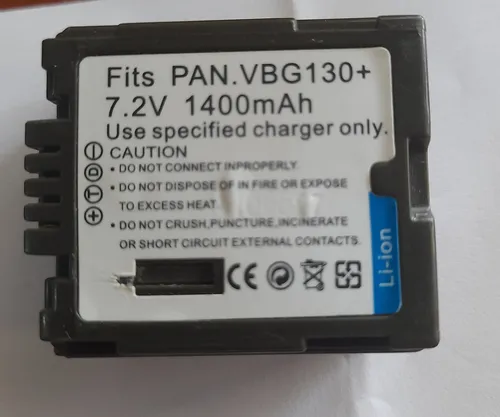 Fits PAN.VBG130+
7.2V 1400mAh
Use specified charger only.
CAUTION
• DO NOT CONNECT INPROPERLY.
• DO NOT DISPOSE OF IN FIRE OR EXPOSE
TO EXCESS HEAT.
• DO NOT CRUSH,PUNCTURE,INCINERATE
OR SHORT CIRCUIT EXTERNAL CONTACTS.
CE
Li-ion